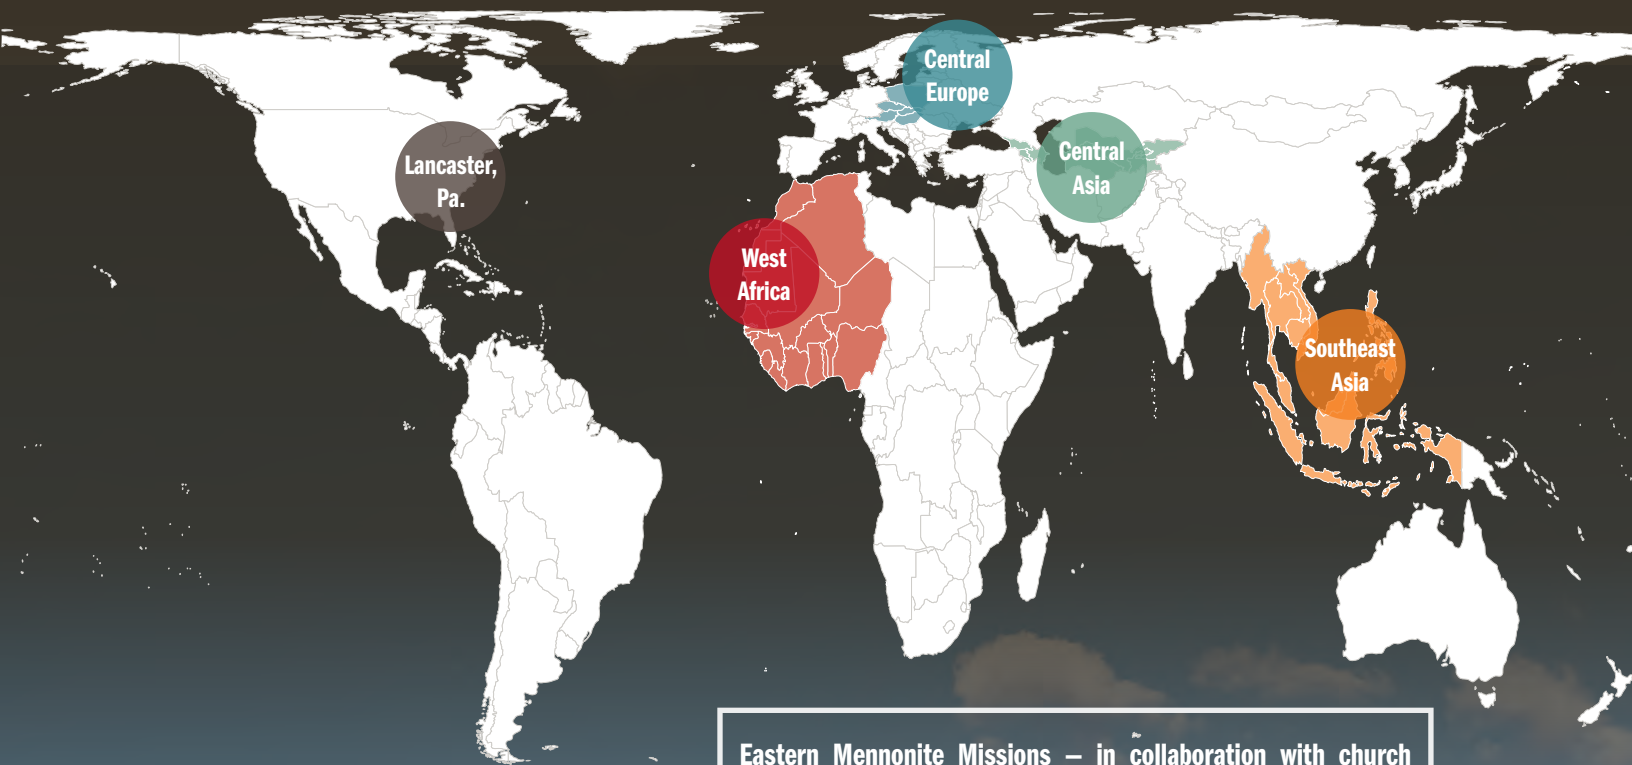 Central
Europe
Lancaster,
Pa.
Central
Asia
West
Africa
Southeast
Asia
Eastern Mennonite Missions – in collaboration with church